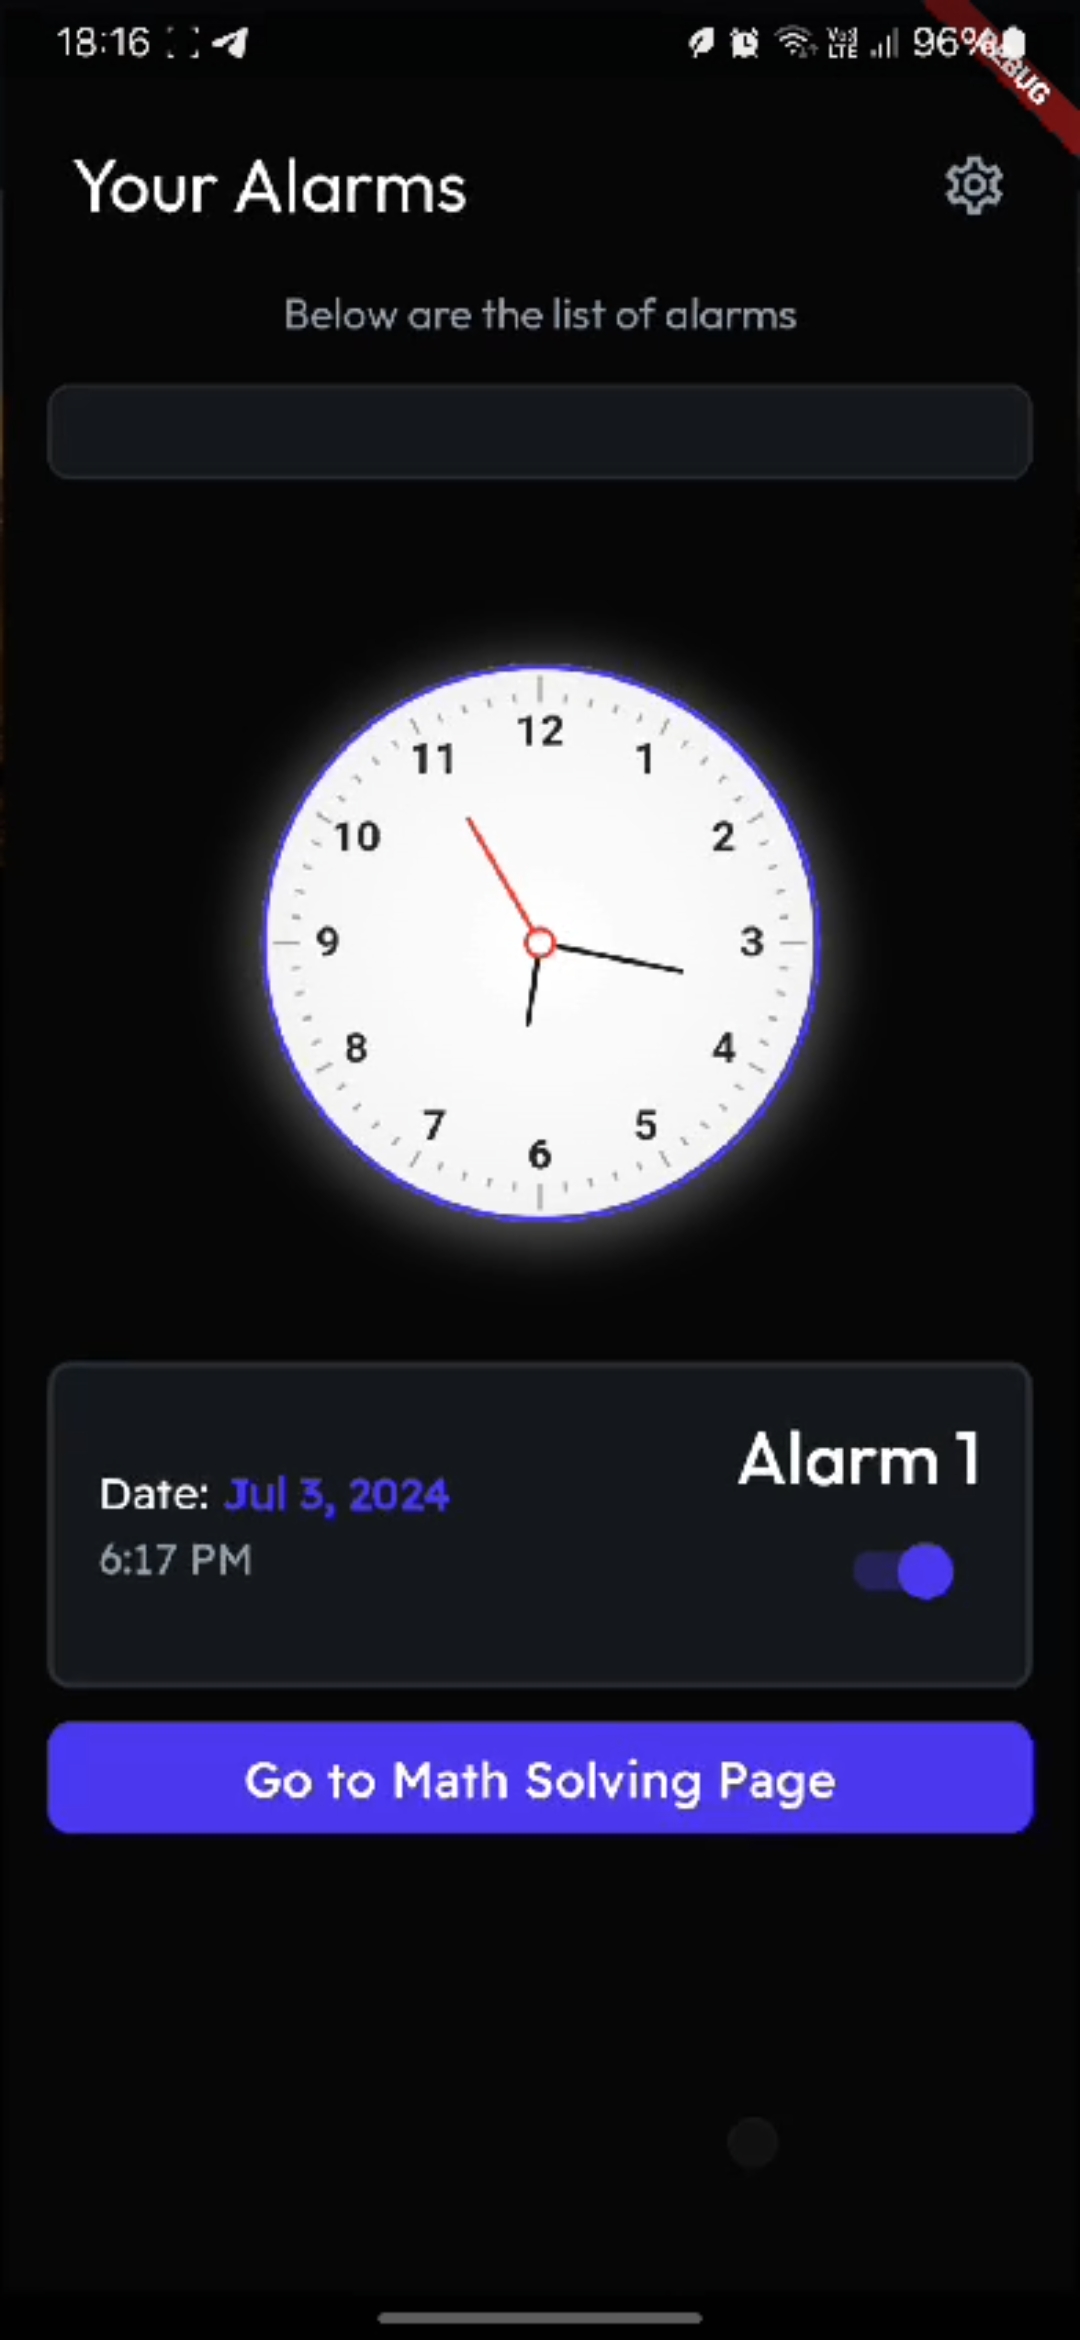 18:16 96%
DEBUG
Your Alarms
Below are the list of alarms
12
11 1
10 2
9 3
8 4
7 5
6
Alarm 1
Date: Jul 3, 2024
6:17 PM
Go to Math Solving Page